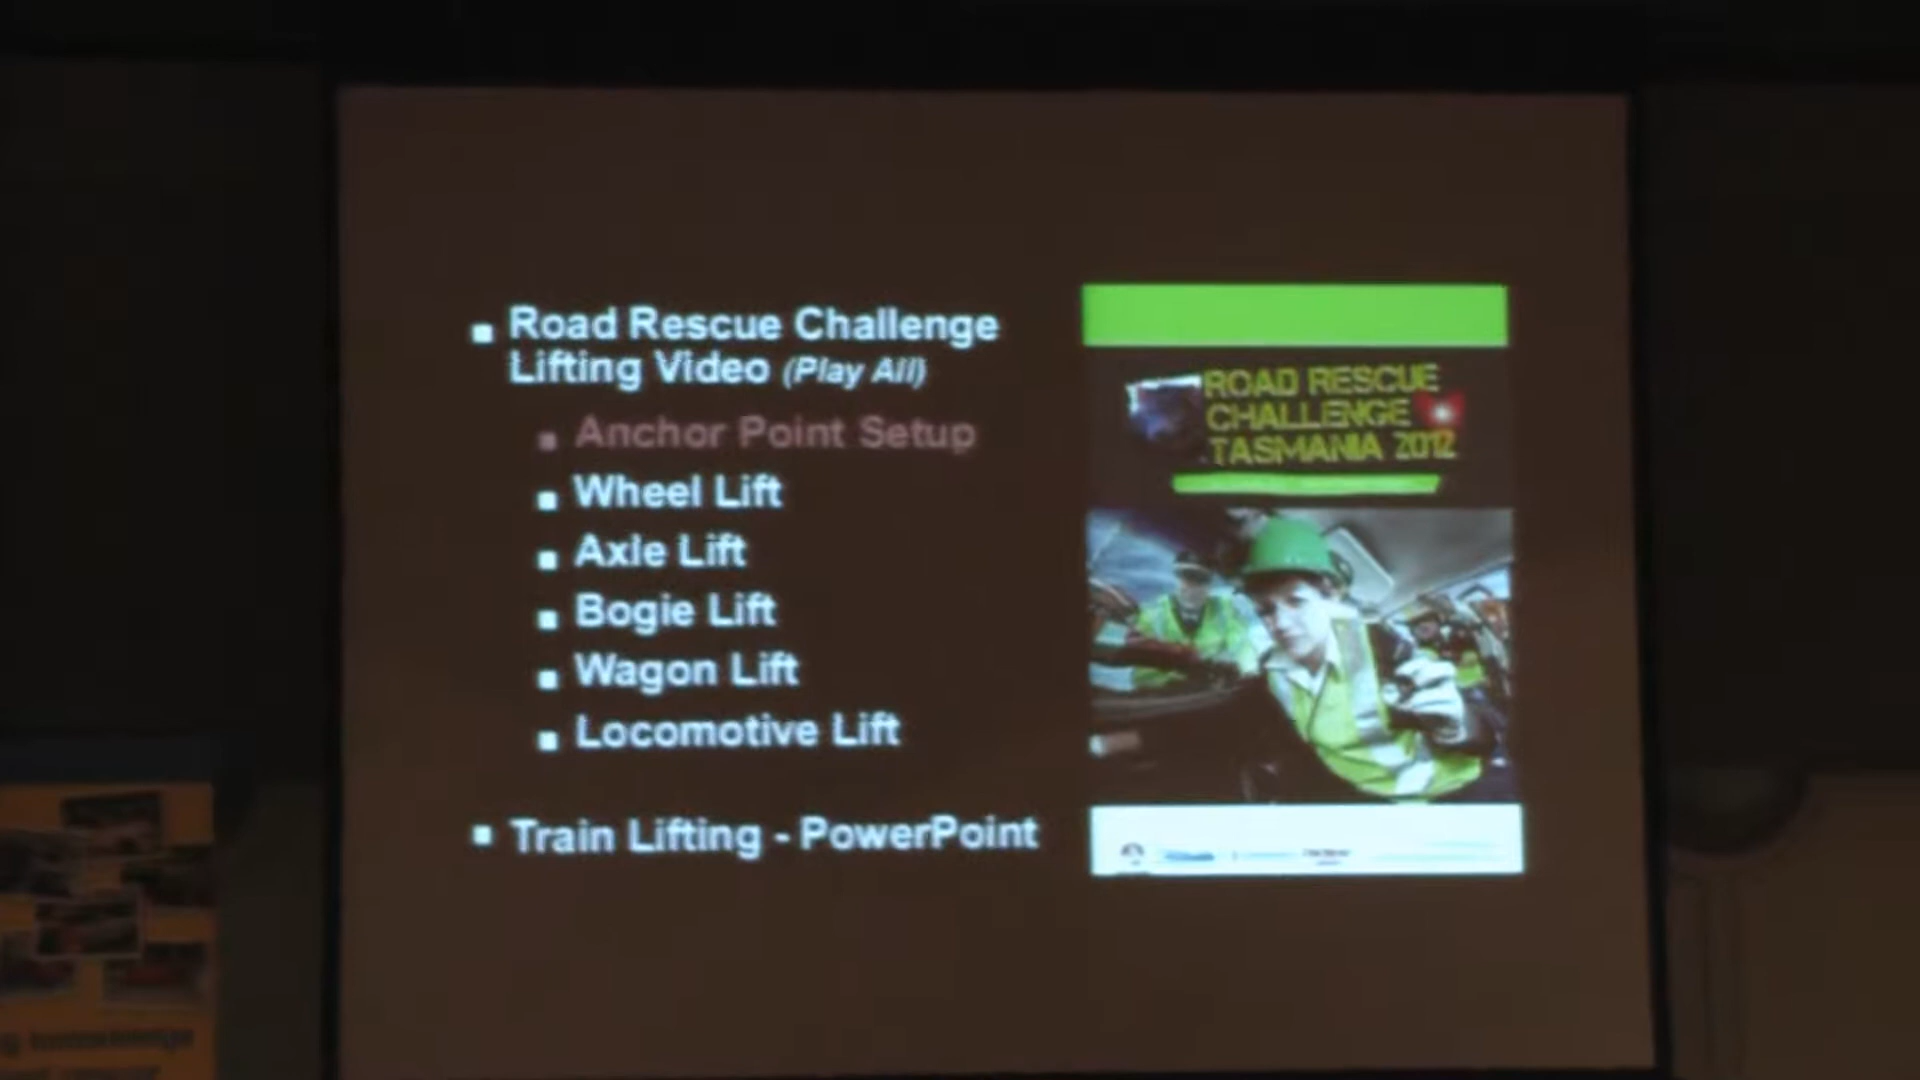 Road Rescue Challenge
Lifting Video (Play All)
Anchor Point Setup
Wheel Lift
Axle Lift
Bogie Lift
Wagon Lift
Locomotive Lift
Train Lifting - PowerPoint
ROAD RESCUE
CHALLENGE
TASMANIA 2012